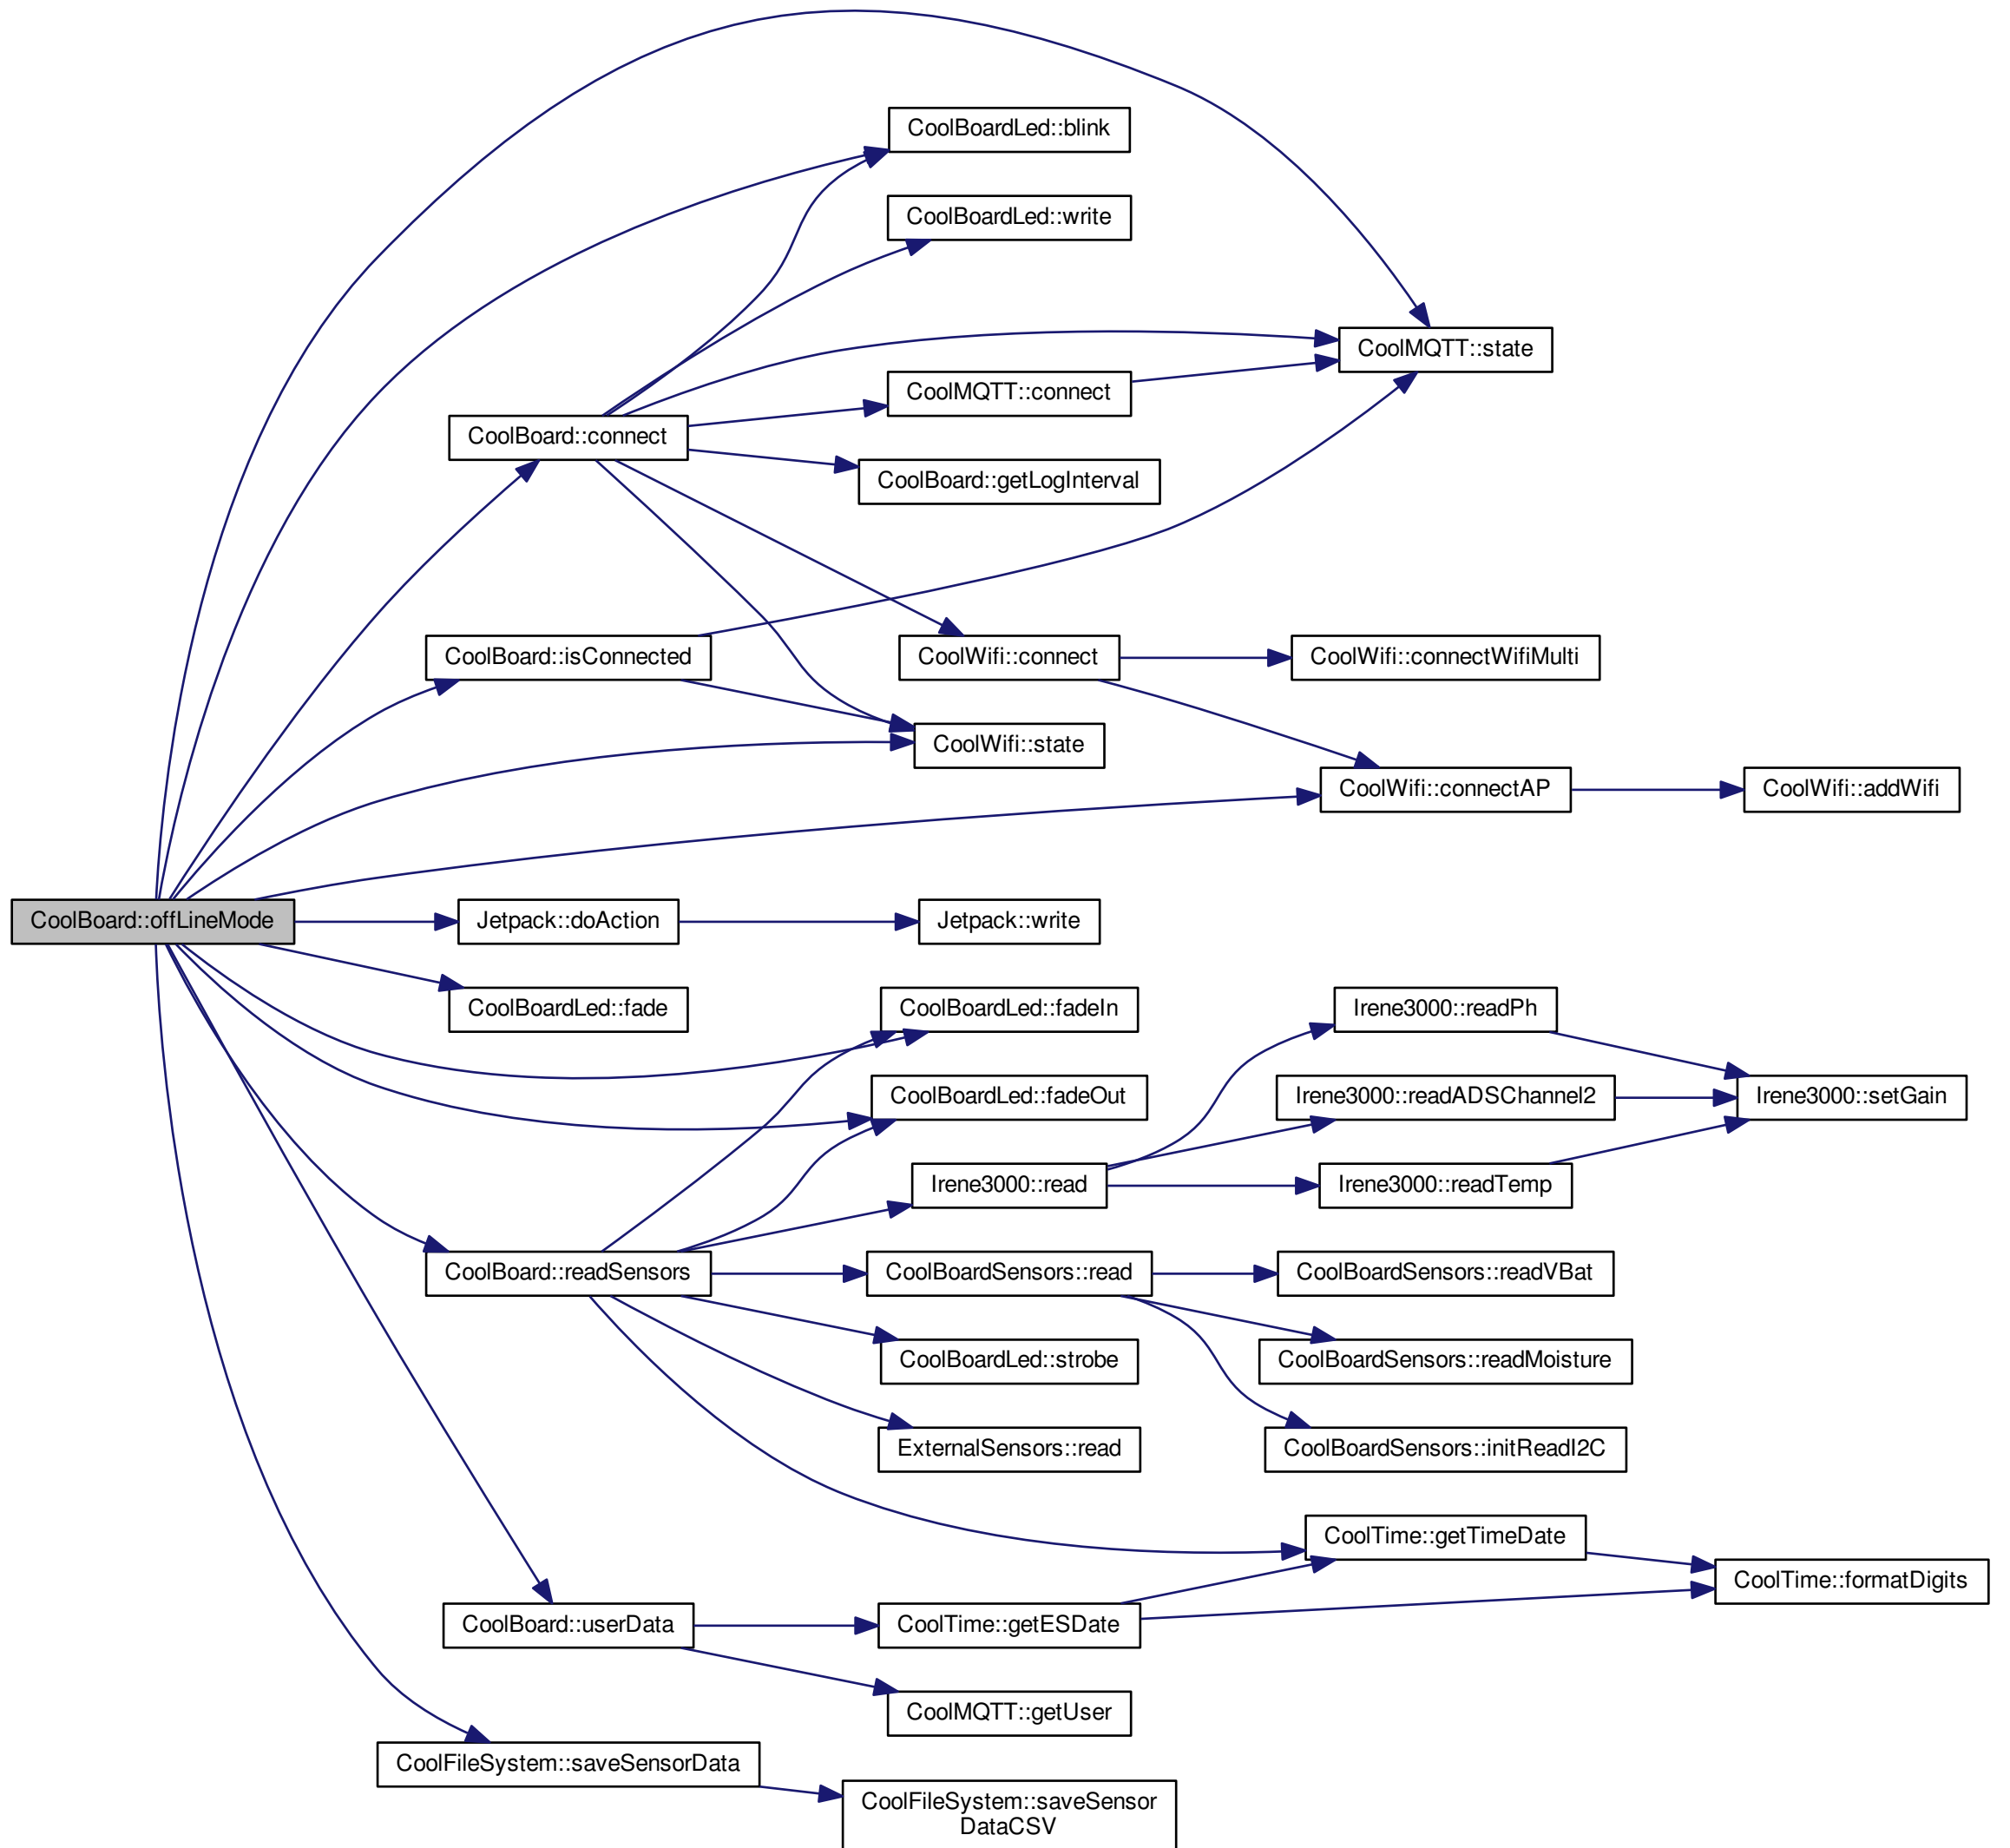 CoolBoardLed::blink
CoolBoardLed::write
CoolMQTT::state
CoolMQTT::connect
CoolBoard::connect
CoolBoard::getLogInterval
CoolBoard::isConnected
CoolWifi::connect
CoolWifi::connectWifiMulti
CoolWifi::state
CoolWifi::connectAP
CoolWifi::addWifi
CoolBoard::offLineMode
Jetpack::doAction
Jetpack::write
CoolBoardLed::fade
CoolBoardLed::fadeIn
Irene3000::readPh
CoolBoardLed::fadeOut
Irene3000::readADSChannel2
Irene3000::setGain
Irene3000::read
Irene3000::readTemp
CoolBoard::readSensors
CoolBoardSensors::read
CoolBoardSensors::readVBat
CoolBoardLed::strobe
CoolBoardSensors::readMoisture
ExternalSensors::read
CoolBoardSensors::initReadI2C
CoolTime::getTimeDate
CoolTime::formatDigits
CoolBoard::userData
CoolTime::getESDate
CoolMQTT::getUser
CoolFileSystem::saveSensorData
CoolFileSystem::saveSensor
DataCSV